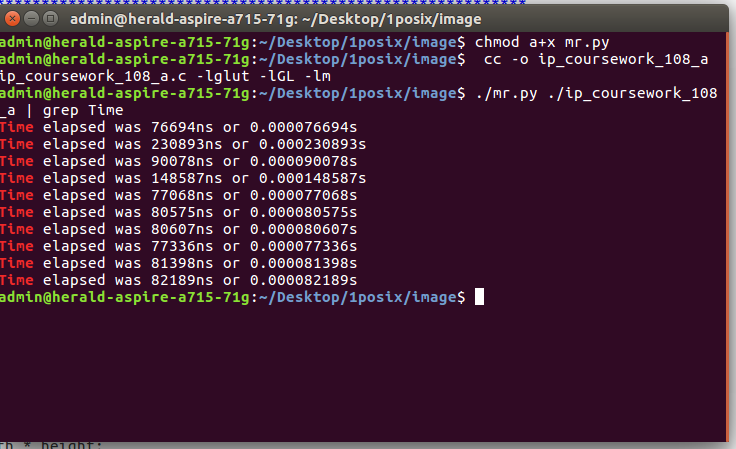 *****************************************************
admin@herald-aspire-a715-71g: ~/Desktop/1posix/image
admin@herald-aspire-a715-71g:~/Desktop/1posix/image$ chmod a+x mr.py
admin@herald-aspire-a715-71g:~/Desktop/1posix/image$  cc -o ip_coursework_108_a
ip_coursework_108_a.c -lglut -lGL -lm
admin@herald-aspire-a715-71g:~/Desktop/1posix/image$ ./mr.py ./ip_coursework_108
_a | grep Time
Time elapsed was 76694ns or 0.000076694s
Time elapsed was 230893ns or 0.000230893s
Time elapsed was 90078ns or 0.000090078s
Time elapsed was 148587ns or 0.000148587s
Time elapsed was 77068ns or 0.000077068s
Time elapsed was 80575ns or 0.000080575s
Time elapsed was 80607ns or 0.000080607s
Time elapsed was 77336ns or 0.000077336s
Time elapsed was 81398ns or 0.000081398s
Time elapsed was 82189ns or 0.000082189s
admin@herald-aspire-a715-71g:~/Desktop/1posix/image$
th * height;